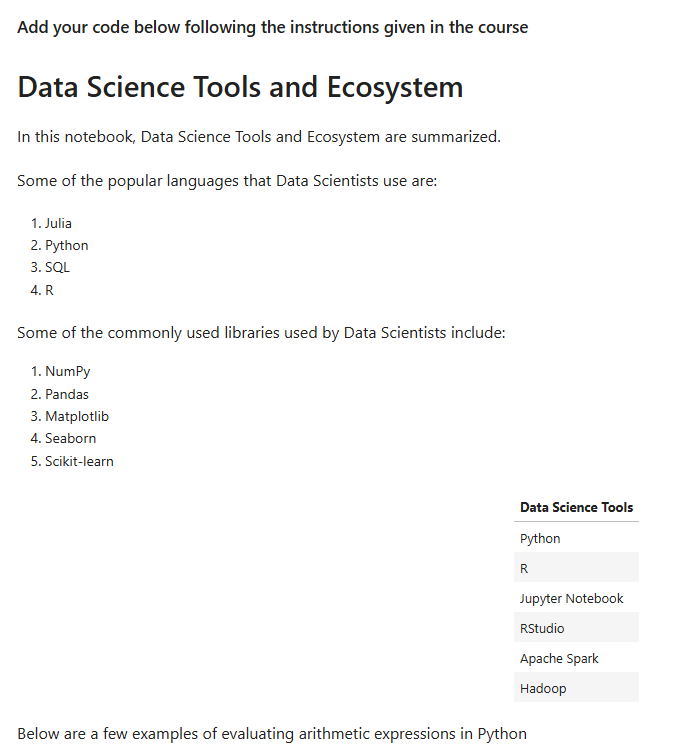 Add your code below following the instructions given in the course
Data Science Tools and Ecosystem
In this notebook, Data Science Tools and Ecosystem are summarized.
Some of the popular languages that Data Scientists use are:
1. Julia
2. Python
3. SQL
4. R
Some of the commonly used libraries used by Data Scientists include:
1. NumPy
2. Pandas
3. Matplotlib
4. Seaborn
5. Scikit-learn
Data Science Tools
Python
R
Jupyter Notebook
RStudio
Apache Spark
Hadoop
Below are a few examples of evaluating arithmetic expressions in Python